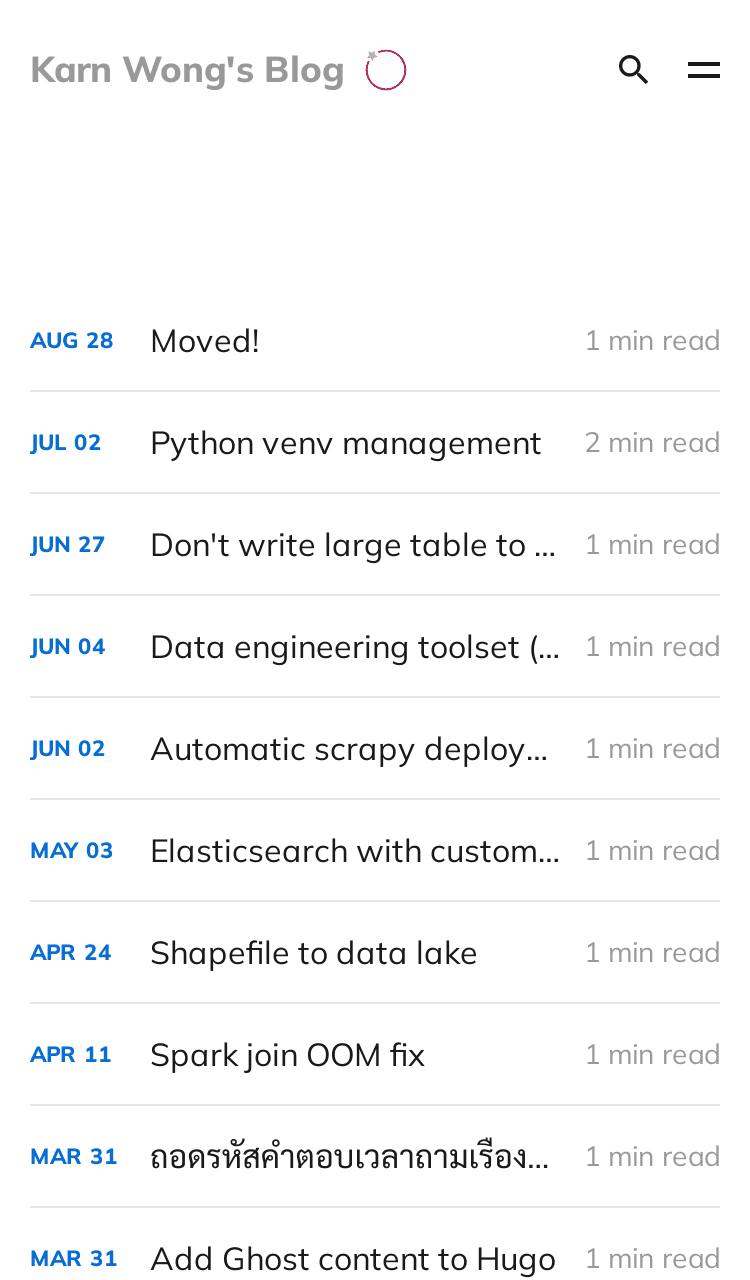 Karn Wong's Blog
AUG 28 Moved! 1 min read
JUL 02 Python venv management 2 min read
JUN 27 Don't write large table to ... 1 min read
JUN 04 Data engineering toolset (... 1 min read
JUN 02 Automatic scrapy deploy... 1 min read
MAY 03 Elasticsearch with custom... 1 min read
APR 24 Shapefile to data lake 1 min read
APR 11 Spark join OOM fix 1 min read
MAR 31 ถอดรหัสคำตอบเวลาถามเรื่อง... 1 min read
MAR 31 Add Ghost content to Hugo 1 min read